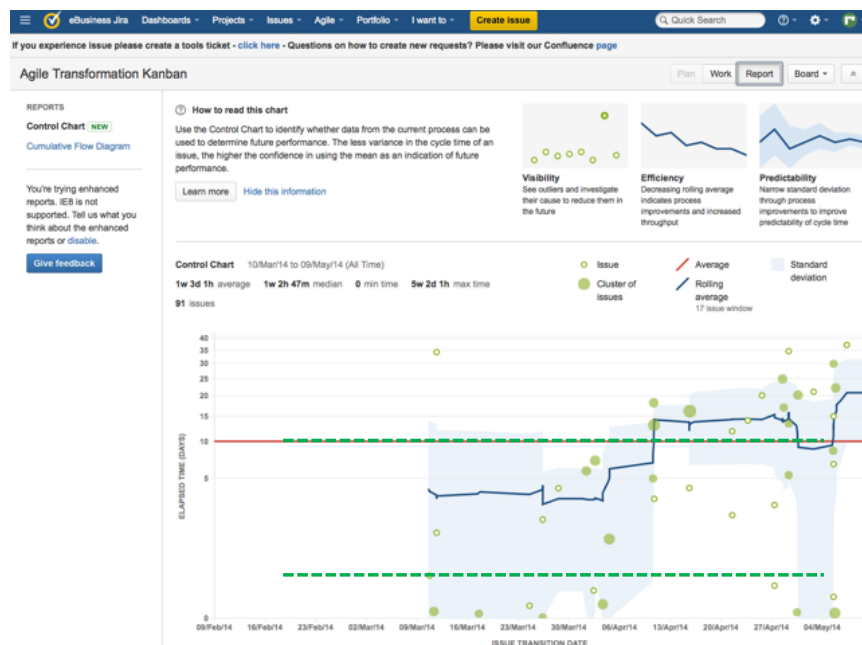 eBusiness Jira Dashboards Projects Issues Agile Portfolio I want to Create issue Quick Search
If you experience issue please create a tools ticket - click here - Questions on how to create new requests? Please visit our Confluence page
Agile Transformation Kanban Plan Work Report Board
REPORTS
Control Chart NEW
Cumulative Flow Diagram
You're trying enhanced
reports. IE8 is not
supported. Tell us what you
think about the enhanced
reports or disable.
Give feedback
How to read this chart
Use the Control Chart to identify whether data from the current process can be
used to determine future performance. The less variance in the cycle time of an
issue, the higher the confidence in using the mean as an indication of future
performance.
Learn more Hide this information
Visibility
See outliers and investigate
their cause to reduce them in
the future
Efficiency
Decreasing rolling average
indicates process
improvements and increased
throughput
Predictability
Narrow standard deviation
through process
improvements to improve
predictability of cycle time
Control Chart 10/Mar/14 to 09/May/14 (All Time)
1w 3d 1h average 1w 2h 47m median 0 min time 5w 2d 1h max time
91 issues
Issue
Cluster of
issues
Average
Rolling
average
17 issue window
Standard
deviation
ELAPSED TIME (DAYS)
40
35
30
25
20
15
10
5
0
09/Feb/14 16/Feb/14 23/Feb/14 02/Mar/14 09/Mar/14 16/Mar/14 23/Mar/14 30/Mar/14 06/Apr/14 13/Apr/14 20/Apr/14 27/Apr/14 04/May/14
ISSUE TRANSITION DATE